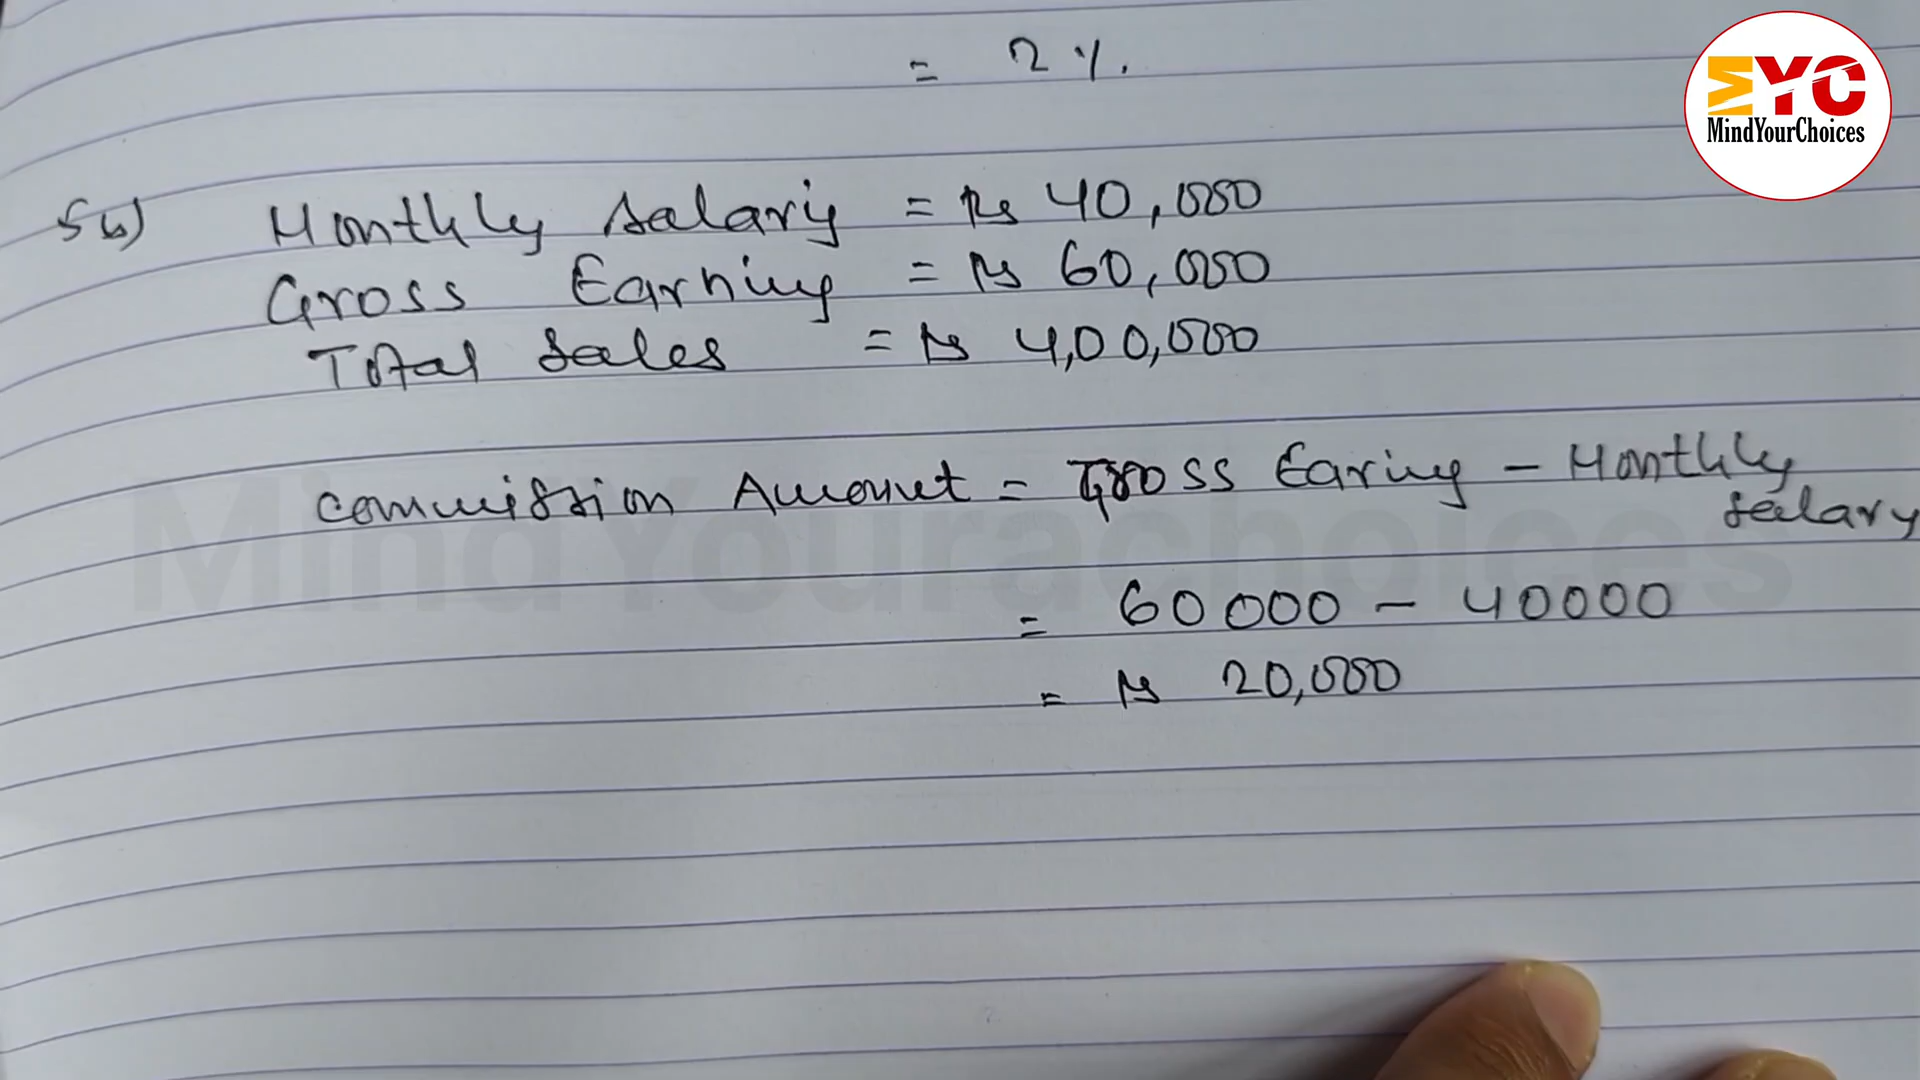 = 2 %.
MYC
MindYourChoices
5 b) Monthly Salary = Rs 40,000
Gross Earning = Rs 60,000
Total Sales = Rs 4,00,000
Commission Amount = Gross Earing - Monthly
Salary
MindYourachoices
= 60000 - 40000
= Rs 20,000